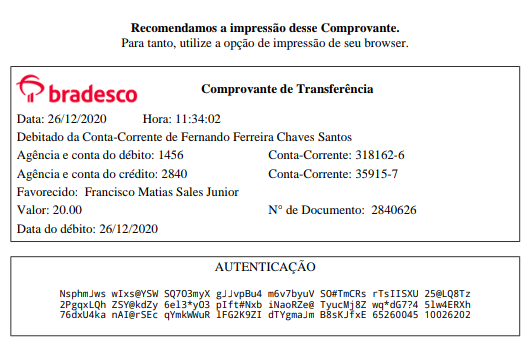 Recomendamos a impressão desse Comprovante.
Para tanto, utilize a opção de impressão de seu browser.
bradesco
Comprovante de Transferência
Data: 26/12/2020 Hora: 11:34:02
Debitado da Conta-Corrente de Fernando Ferreira Chaves Santos
Agência e conta do débito: 1456 Conta-Corrente: 318162-6
Agência e conta do crédito: 2840 Conta-Corrente: 35915-7
Favorecido: Francisco Matias Sales Junior
Valor: 20.00 N° de Documento: 2840626
Data do débito: 26/12/2020
AUTENTICAÇÃO
NsphmJws wIxs@YSW SQ7O3myX gJJvpBu4 m6v7byuV SO#TmCRs rTsIISXU 25@LQ8Tz
2PgqxLQh ZSY@kdZy 6el3*yO3 pIft#Nxb iNaoRZe@ TyucMj8Z wq*dG7?4 5lw4ERXh
76dxU4ka nAI@rSEc qYmkWWuR lFG2K9ZI dTYgmaJm B8sKJfxE 65260045 10026202